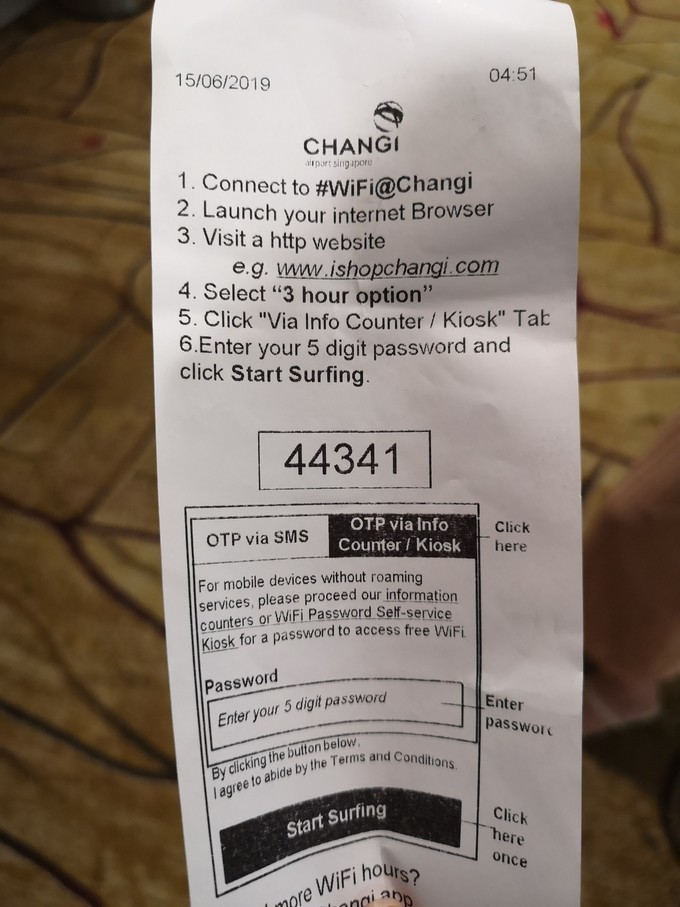 15/06/2019 04:51
CHANGI
airport singapore
1. Connect to #WiFi@Changi
2. Launch your internet Browser
3. Visit a http website
e.g. www.ishopchangi.com
4. Select “3 hour option”
5. Click "Via Info Counter / Kiosk" Tab
6.Enter your 5 digit password and
click Start Surfing.
44341
OTP via SMS
OTP via Info
Counter / Kiosk
Click
here
For mobile devices without roaming
services, please proceed our information
counters or WiFi Password Self-service
Kiosk for a password to access free WiFi.
Password
Enter your 5 digit password
Enter
passwor
By clicking the button below,
I agree to abide by the Terms and Conditions.
Start Surfing
Click
here
once
more WiFi hours?
app